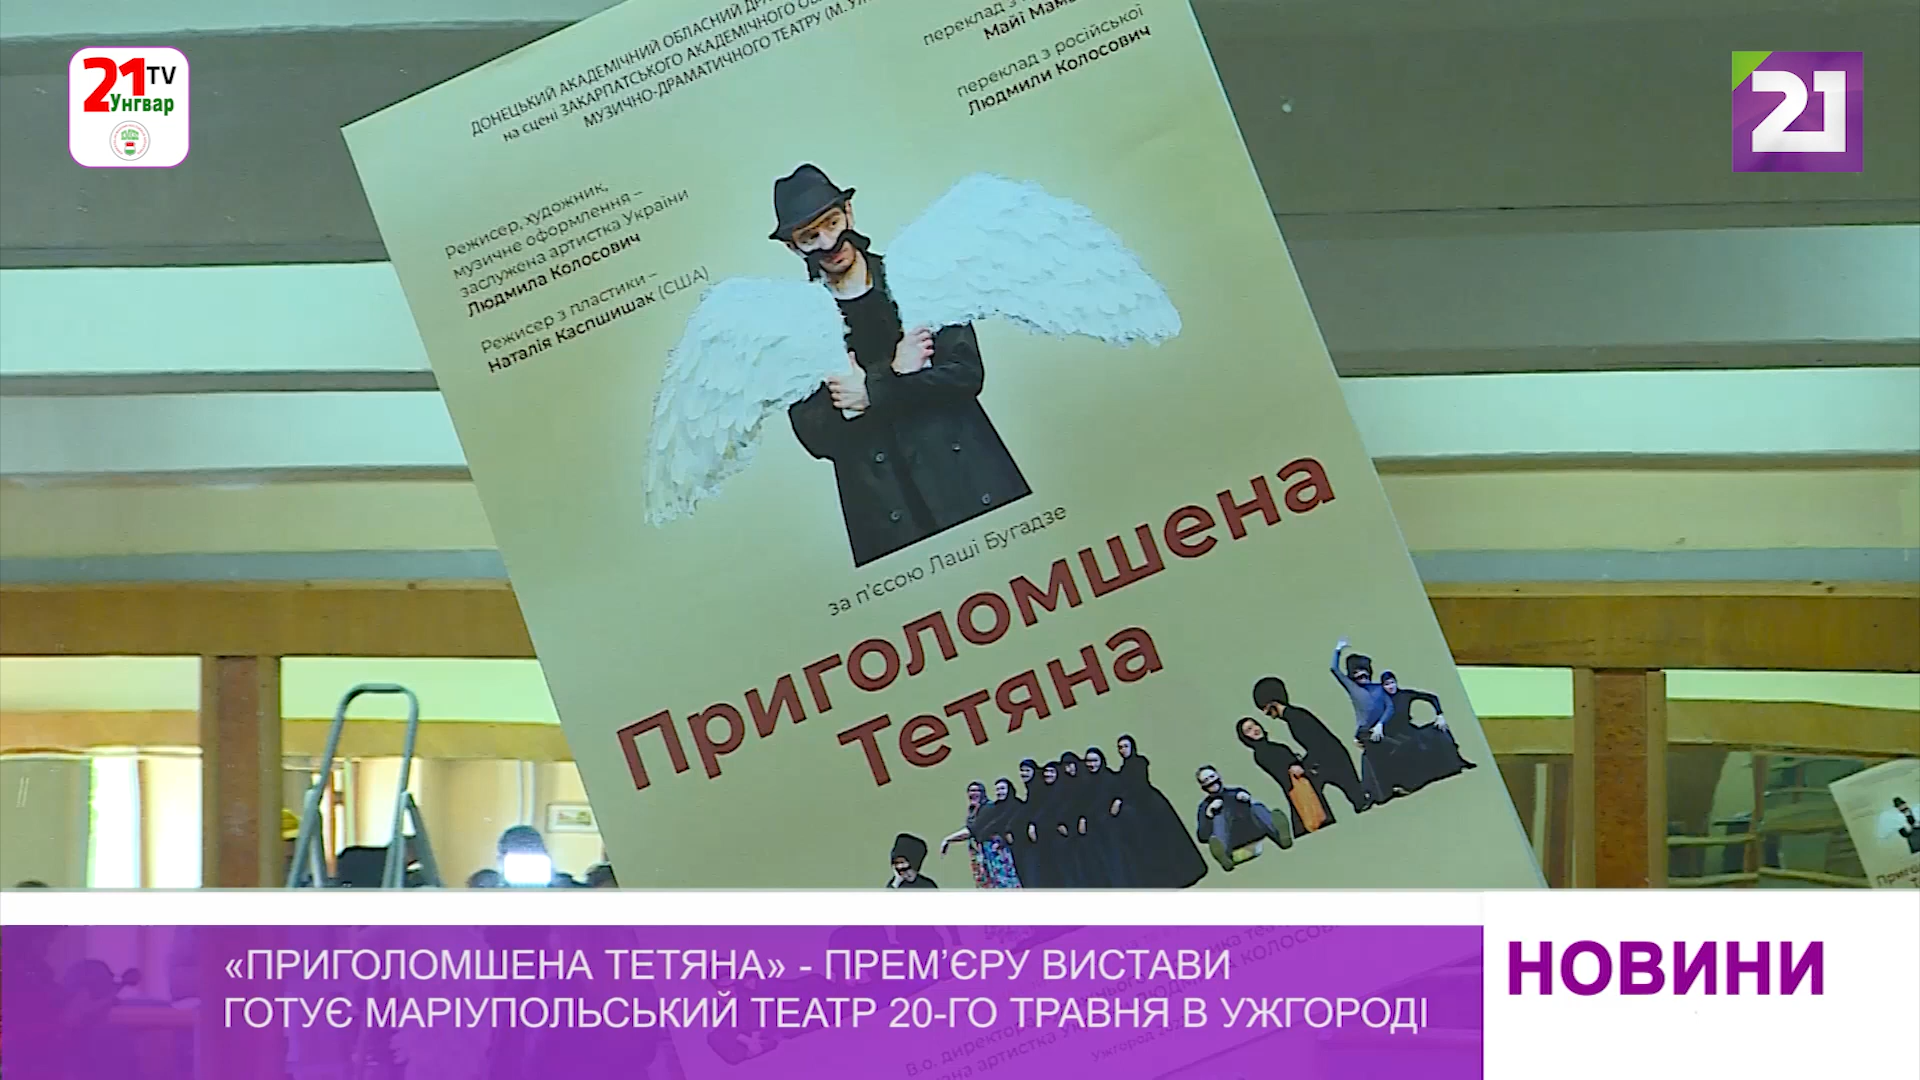 21 TV
Унгвар
21
ДОНЕЦЬКИЙ АКАДЕМІЧНИЙ ОБЛАСНИЙ
на сцені ЗАКАРПАТСЬКОГО АКАДЕМІЧНОГО
МУЗИЧНО-ДРАМАТИЧНОГО ТЕАТРУ
переклад з
Майї
переклад з російської
Людмили Колосович
Режисер, художник,
музичне оформлення –
заслужена артистка України
Людмила Колосович
Режисер з пластики –
Наталія Каспшишак (США)
за п'єсою Лаші Бугадзе
Приголомшена
Тетяна
«ПРИГОЛОМШЕНА ТЕТЯНА» - ПРЕМ’ЄРУ ВИСТАВИ
ГОТУЄ МАРІУПОЛЬСЬКИЙ ТЕАТР 20-ГО ТРАВНЯ В УЖГОРОДІ
НОВИНИ